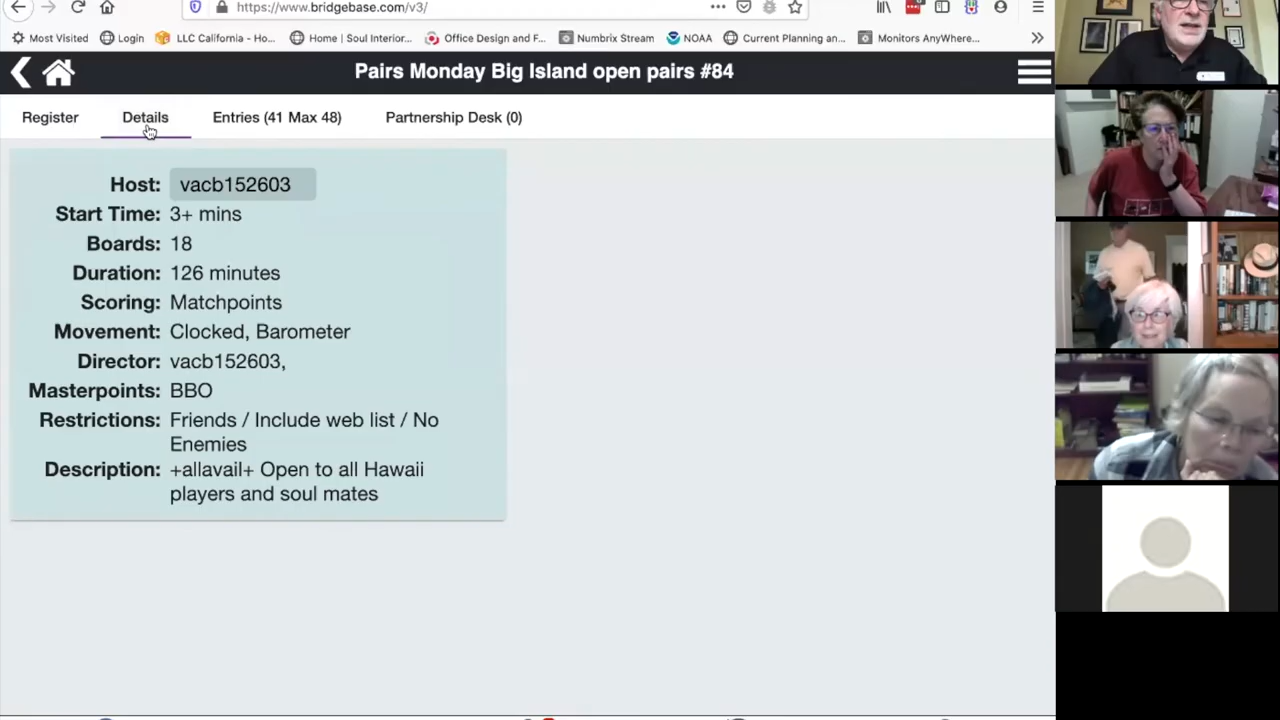 https://www.bridgebase.com/v3/
Most Visited
Login
LLC California - Ho...
Home | Soul Interior...
Office Design and F...
Numbrix Stream
NOAA
Current Planning an...
Monitors AnyWhere...
Pairs Monday Big Island open pairs #84
Register
Details
Entries (41 Max 48)
Partnership Desk (0)
Host: vacb152603
Start Time: 3+ mins
Boards: 18
Duration: 126 minutes
Scoring: Matchpoints
Movement: Clocked, Barometer
Director: vacb152603,
Masterpoints: BBO
Restrictions: Friends / Include web list / No
Enemies
Description: +allavail+ Open to all Hawaii
players and soul mates